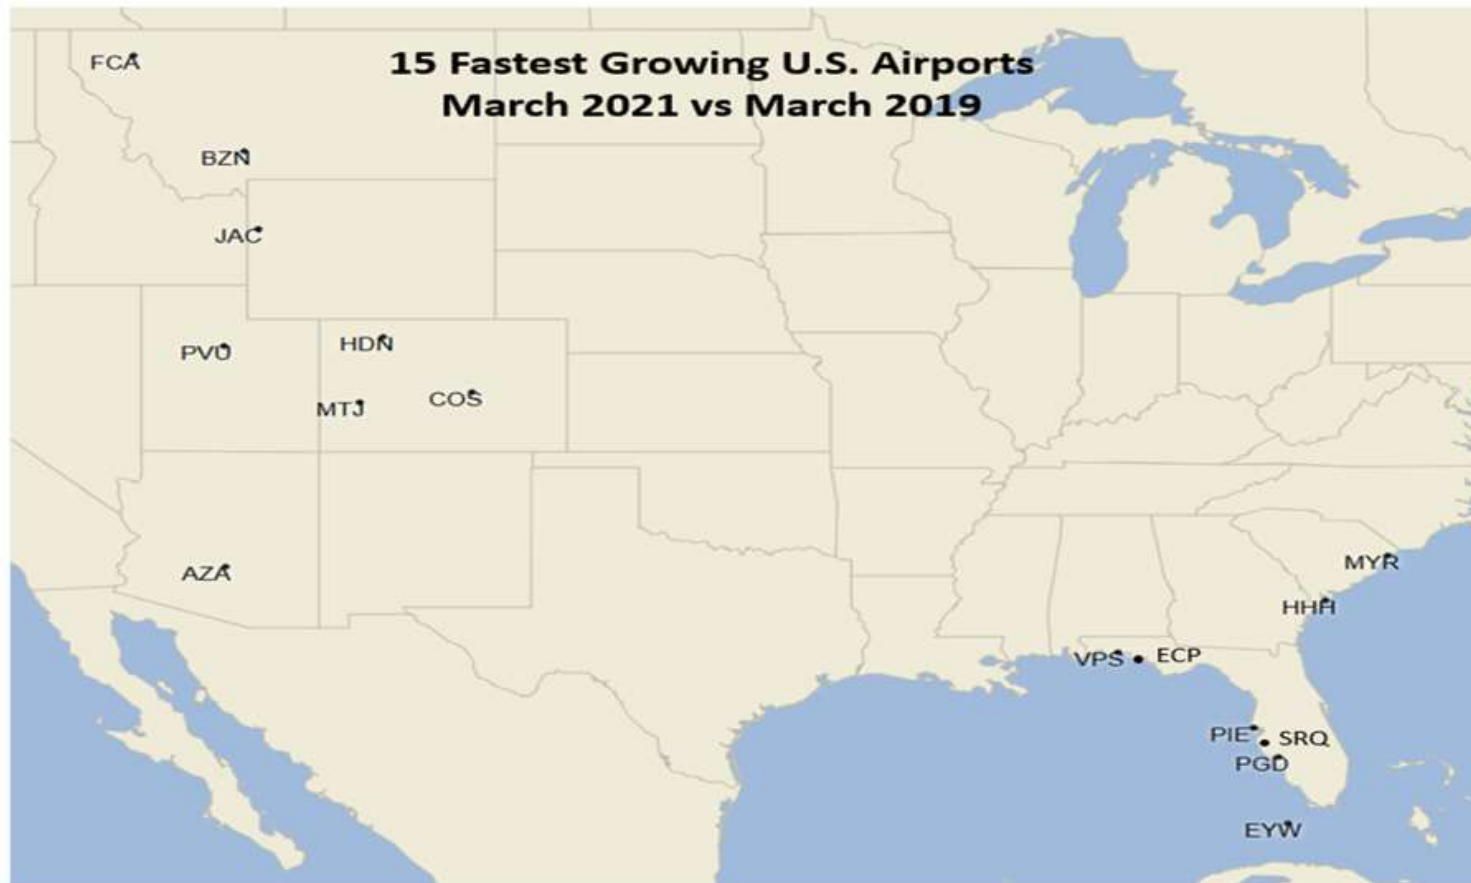 15 Fastest Growing U.S. Airports
March 2021 vs March 2019
FCA
BZN
JAC
PVU
HDN
MTJ
COS
AZA
MYR
HHH
VPS
ECP
PIE
SRQ
PGD
EYW